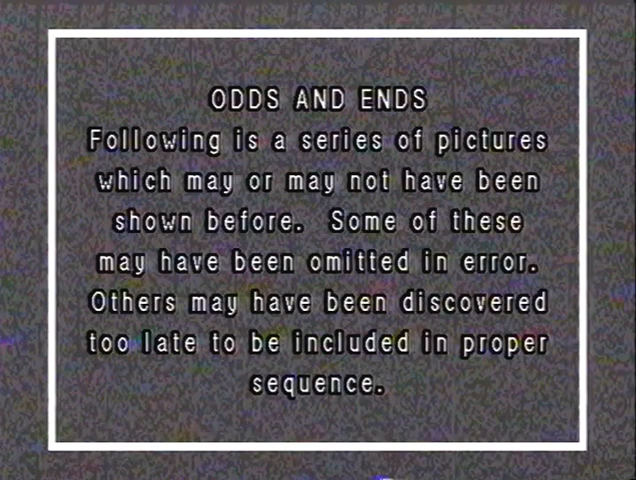 ODDS AND ENDS
Following is a series of pictures
which may or may not have been
shown before.  Some of these
may have been omitted in error.
Others may have been discovered
too late to be included in proper
sequence.